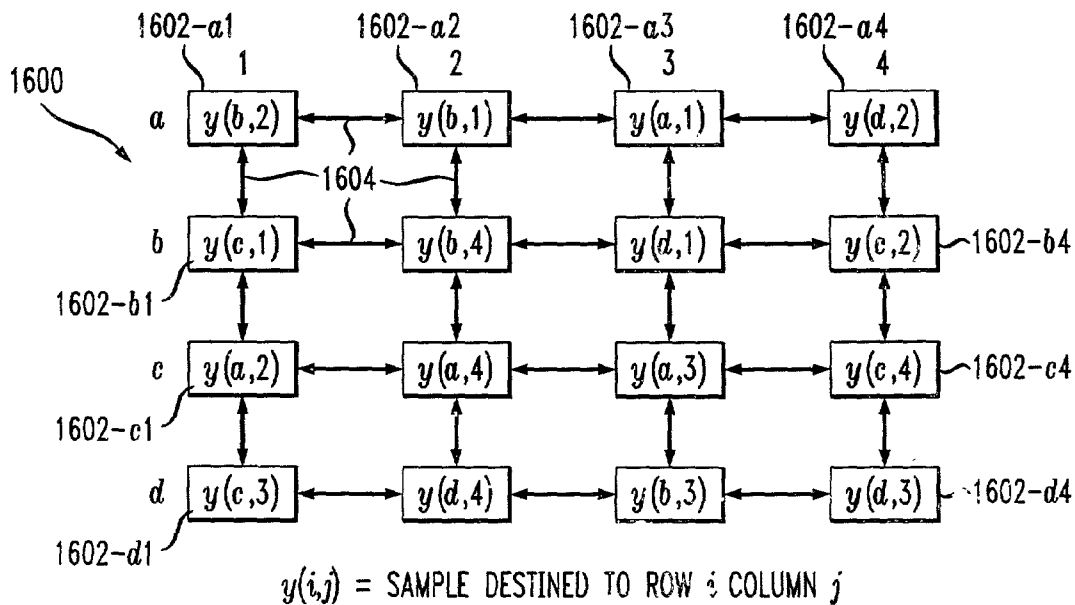 1602-a1 1602-a2 1602-a3 1602-a4
1 2 3 4
1600
a y(b,2) y(b,1) y(a,1) y(d,2)
1604
b y(c,1) y(b,4) y(d,1) y(c,2) 1602-b4
1602-b1
c y(a,2) y(a,4) y(a,3) y(c,4) 1602-c4
1602-c1
d y(c,3) y(d,4) y(b,3) y(d,3) 1602-d4
1602-d1
y(i,j) = SAMPLE DESTINED TO ROW i COLUMN j